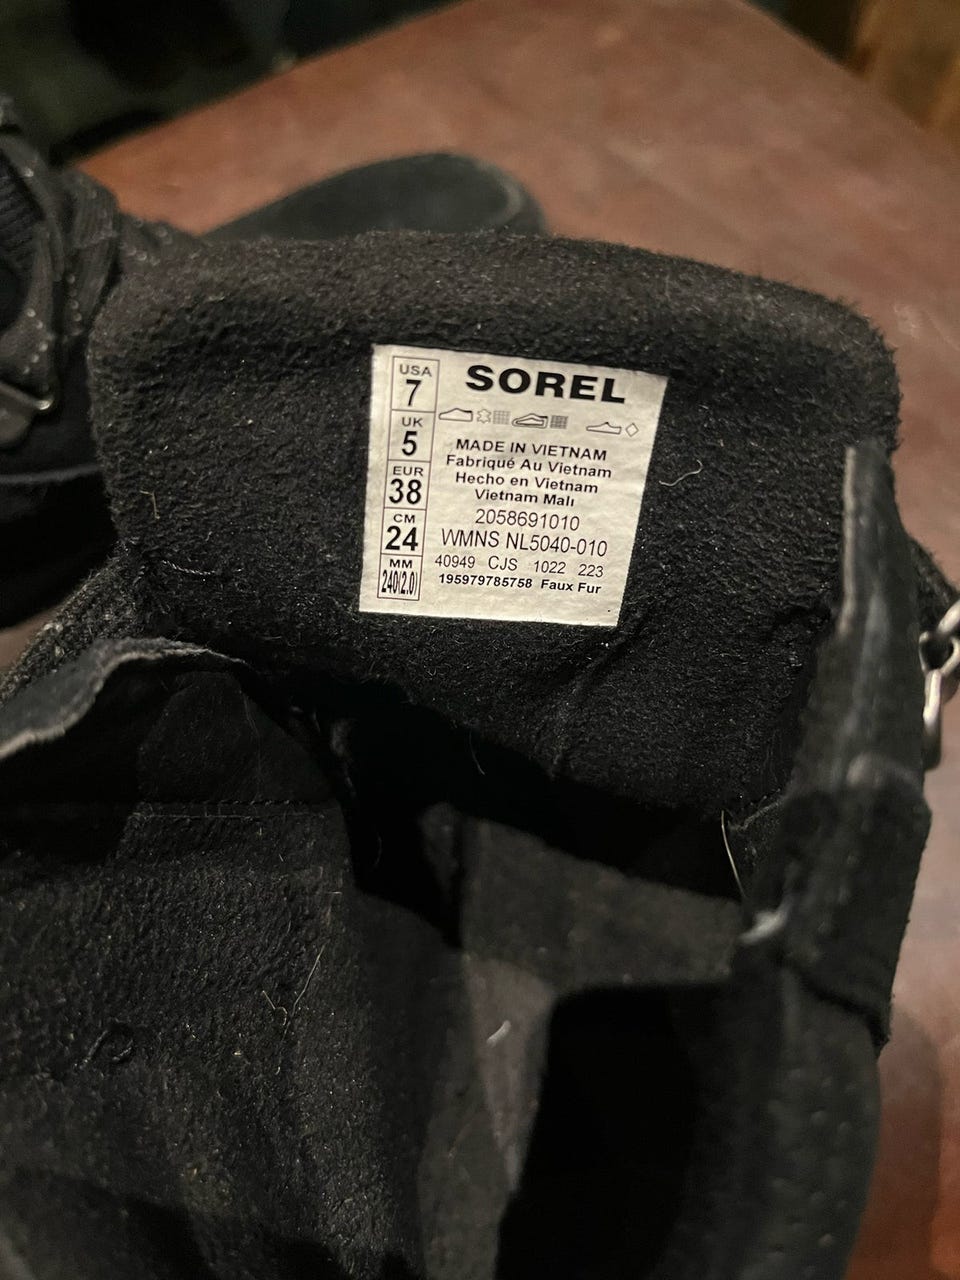 USA
7
UK
5
EUR
38
CM
24
MM
240(2.0)
SOREL
MADE IN VIETNAM
Fabriqué Au Vietnam
Hecho en Vietnam
Vietnam Malı
2058691010
WMNS NL5040-010
40949 CJS 1022 223
195979785758 Faux Fur